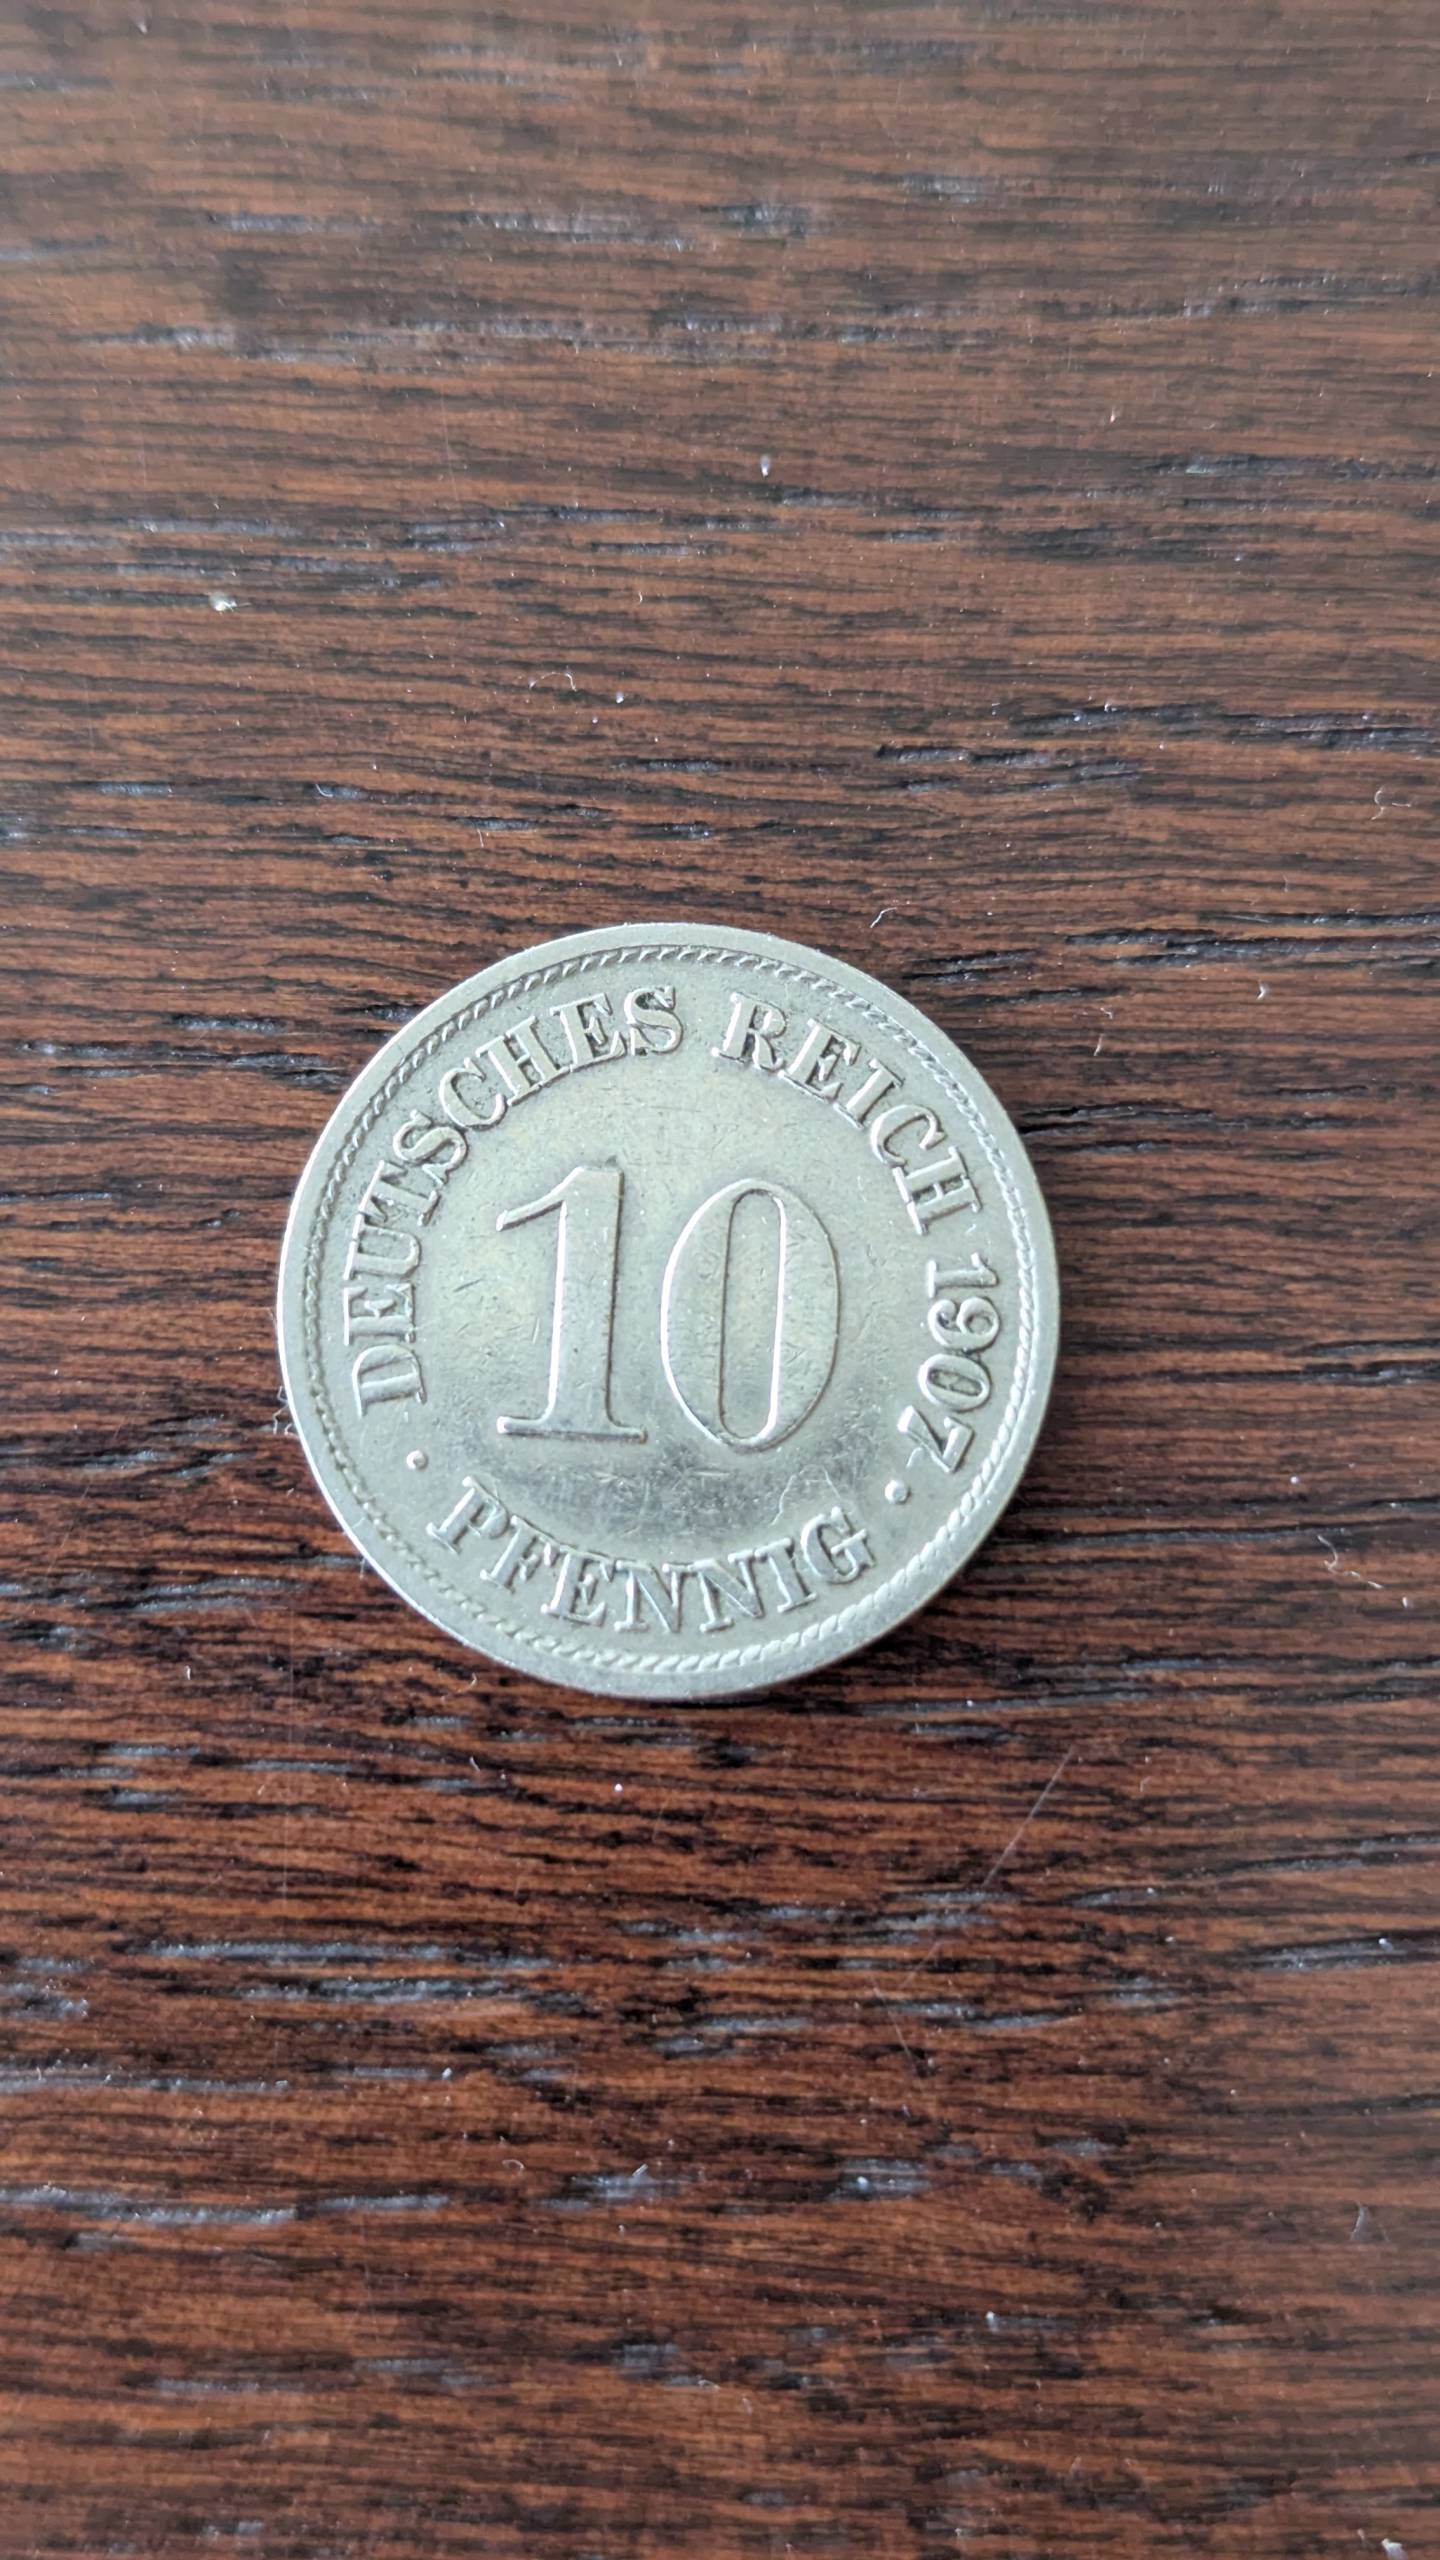 DEUTSCHES REICH 1907
10
· PFENNIG ·